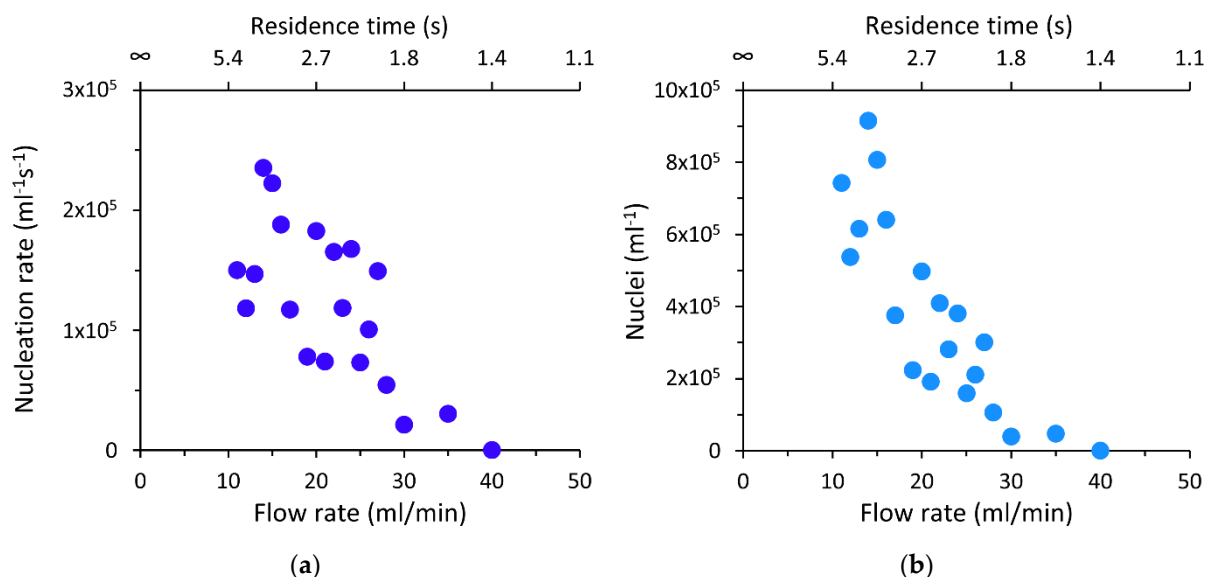 Residence time (s)
∞ 5.4 2.7 1.8 1.4 1.1
3x10⁵
2x10⁵
1x10⁵
0
Nucleation rate (ml⁻¹s⁻¹)
0 10 20 30 40 50
Flow rate (ml/min)
(a)
Residence time (s)
∞ 5.4 2.7 1.8 1.4 1.1
10x10⁵
8x10⁵
6x10⁵
4x10⁵
2x10⁵
0
Nuclei (ml⁻¹)
0 10 20 30 40 50
Flow rate (ml/min)
(b)